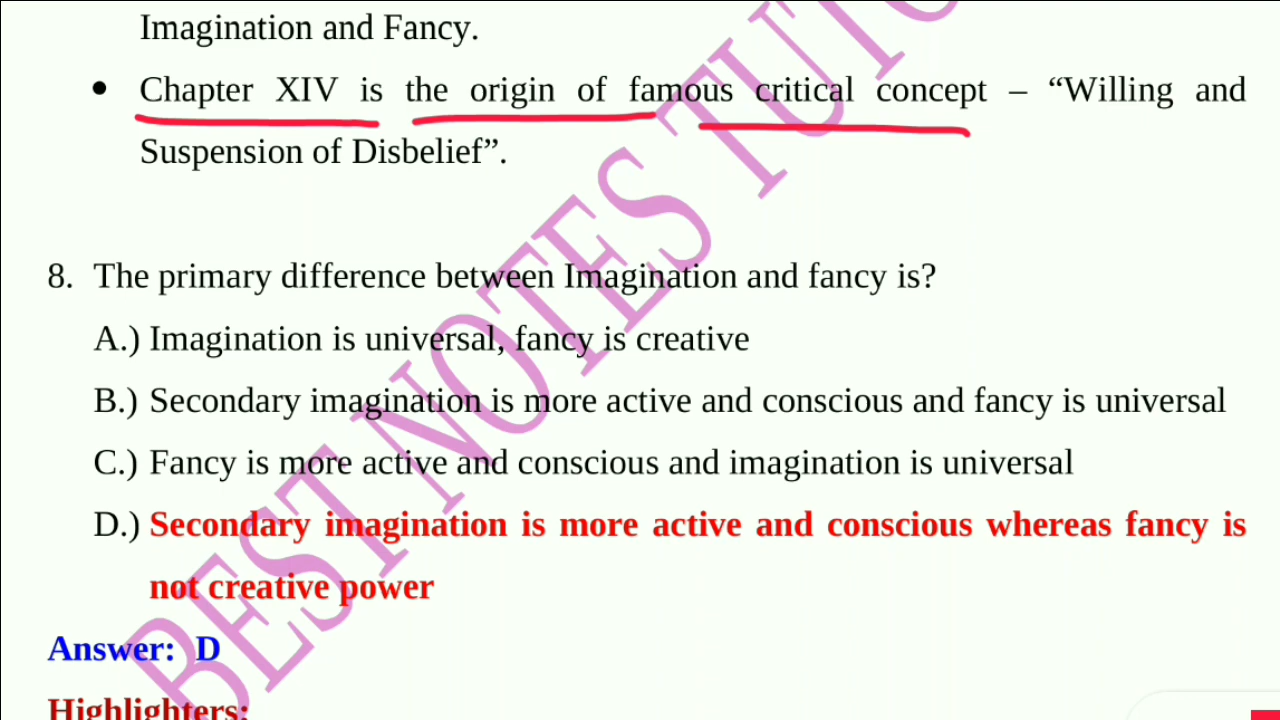 Imagination and Fancy.
• Chapter XIV is the origin of famous critical concept – “Willing and
Suspension of Disbelief”.
8. The primary difference between Imagination and fancy is?
A.) Imagination is universal, fancy is creative
B.) Secondary imagination is more active and conscious and fancy is universal
C.) Fancy is more active and conscious and imagination is universal
D.) Secondary imagination is more active and conscious whereas fancy is
not creative power
Answer: D
Highlighters:
BEST NOTES TUTO